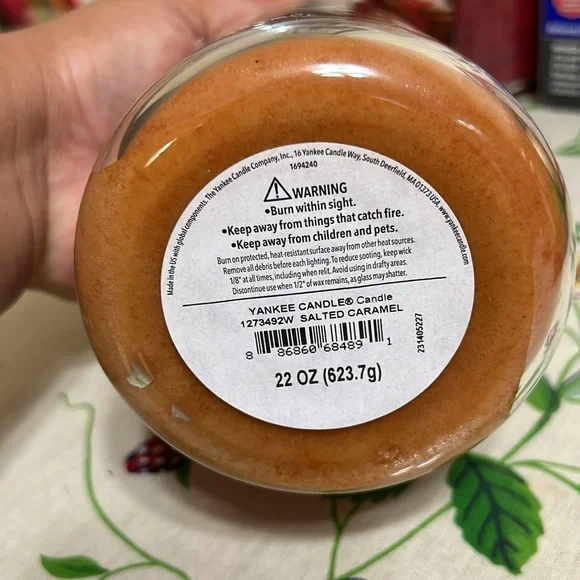 Made in the US with global components. The Yankee Candle Company, Inc., 16 Yankee Candle Way, South Deerfield, MA 01373 USA. www.yankeecandle.com
1694240
WARNING
•Burn within sight.
•Keep away from things that catch fire.
•Keep away from children and pets.
Burn on protected, heat-resistant surface away from other heat sources.
Remove all debris before each lighting. To reduce sooting, keep wick
1/8" at all times, including when relit. Avoid using in drafty areas.
Discontinue use when 1/2" of wax remains, as glass may shatter.
YANKEE CANDLE® Candle
1273492W SALTED CARAMEL
8 86860 68489 1
231405227
22 OZ (623.7g)